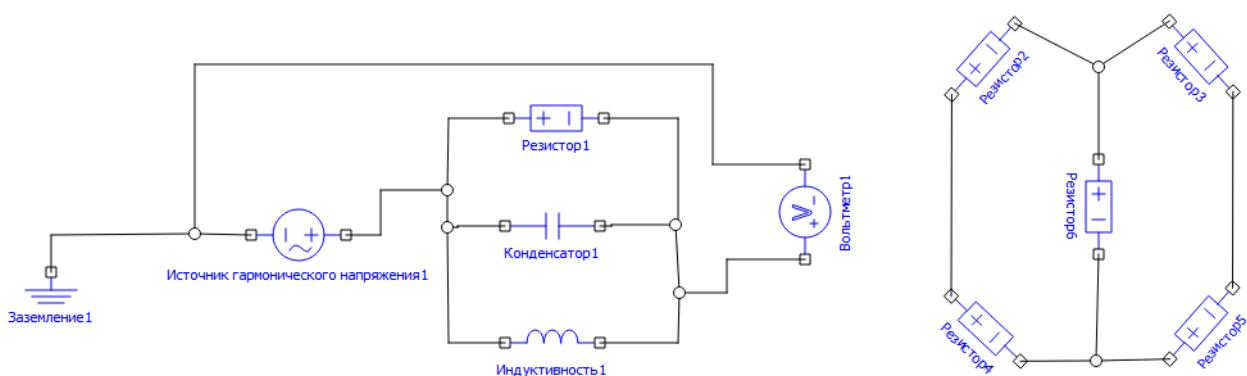 Резистор1
Конденсатор1
Индуктивность1
Источник гармонического напряжения1
Заземление1
V
Вольтметр1
Резистор2
Резистор3
Резистор6
Резистор4
Резистор5